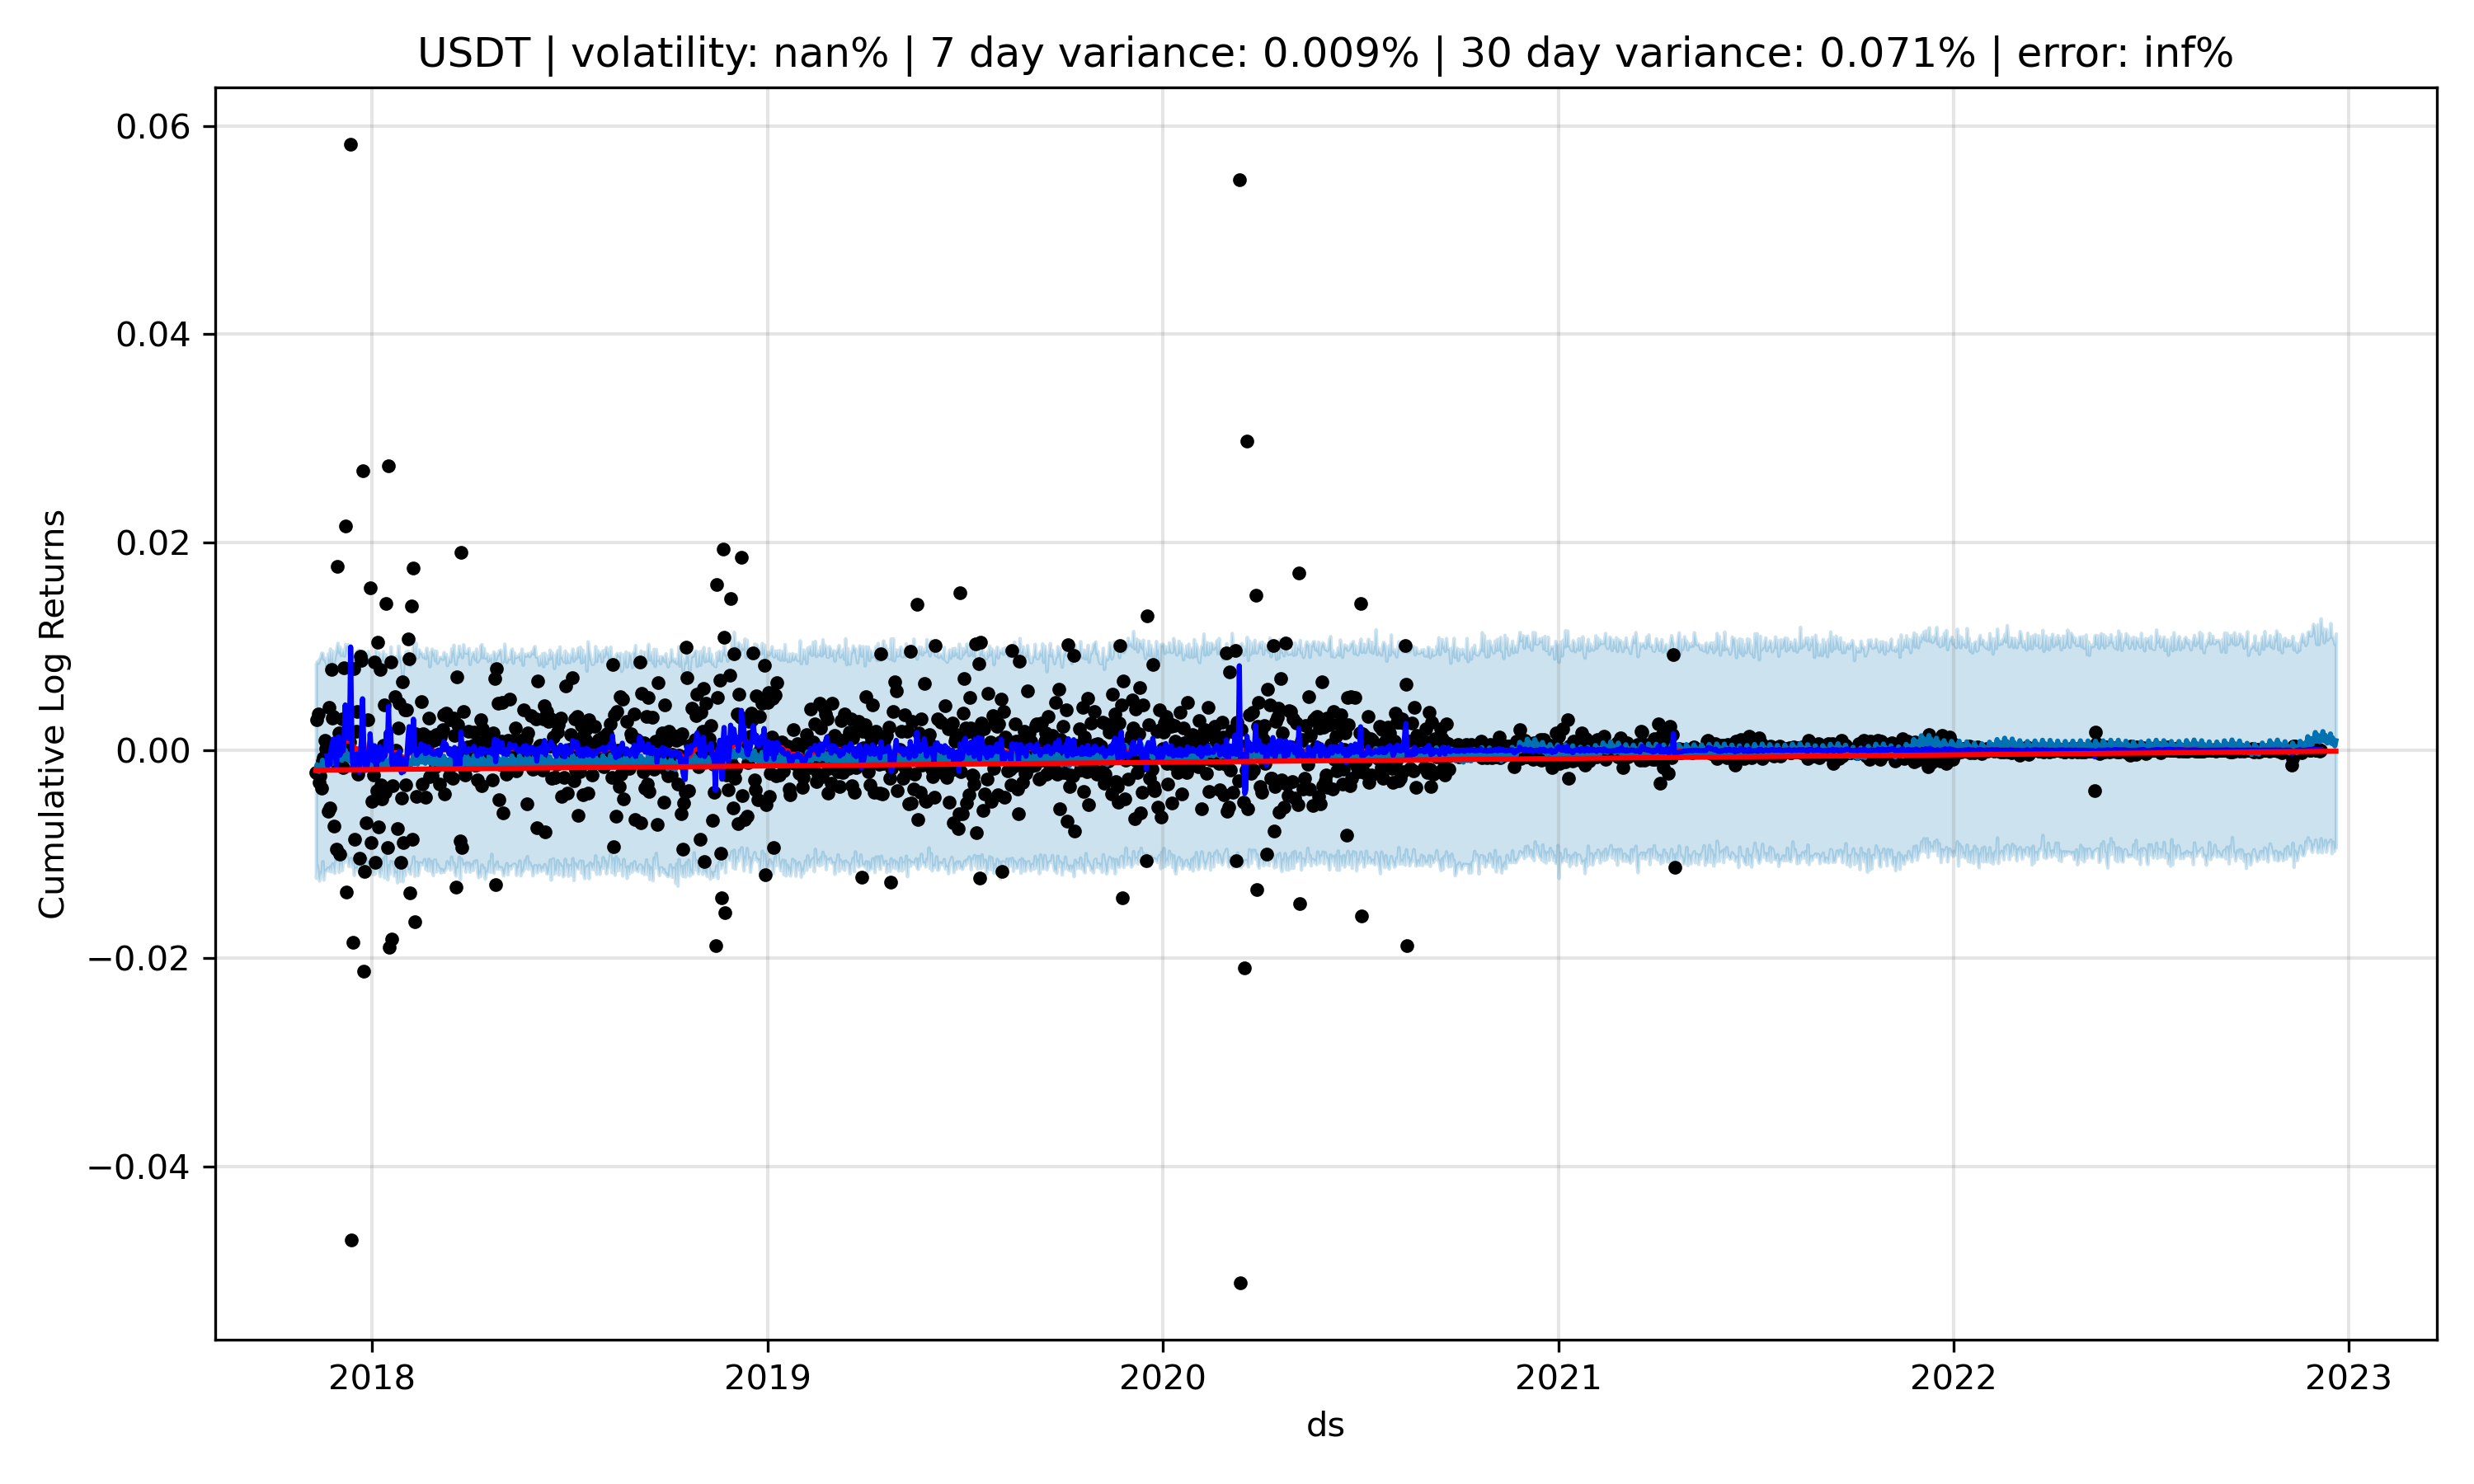 USDT | volatility: nan% | 7 day variance: 0.009% | 30 day variance: 0.071% | error: inf%
0.06
0.04
0.02
0.00
−0.02
−0.04
Cumulative Log Returns
2018 2019 2020 2021 2022 2023
ds